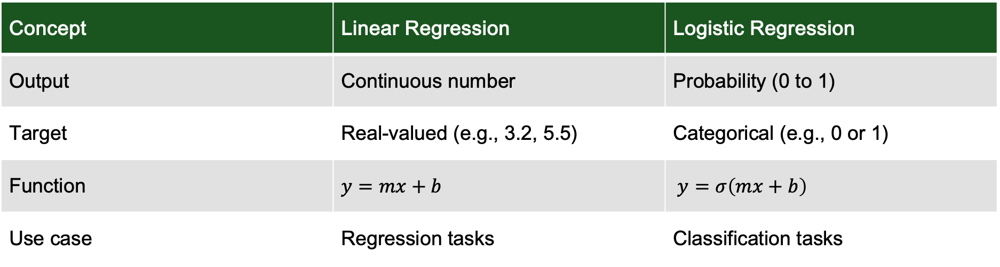 Concept Linear Regression Logistic Regression
Output Continuous number Probability (0 to 1)
Target Real-valued (e.g., 3.2, 5.5) Categorical (e.g., 0 or 1)
Function 𝑦 = 𝑚𝑥 + 𝑏 𝑦 = 𝜎(𝑚𝑥 + 𝑏)
Use case Regression tasks Classification tasks